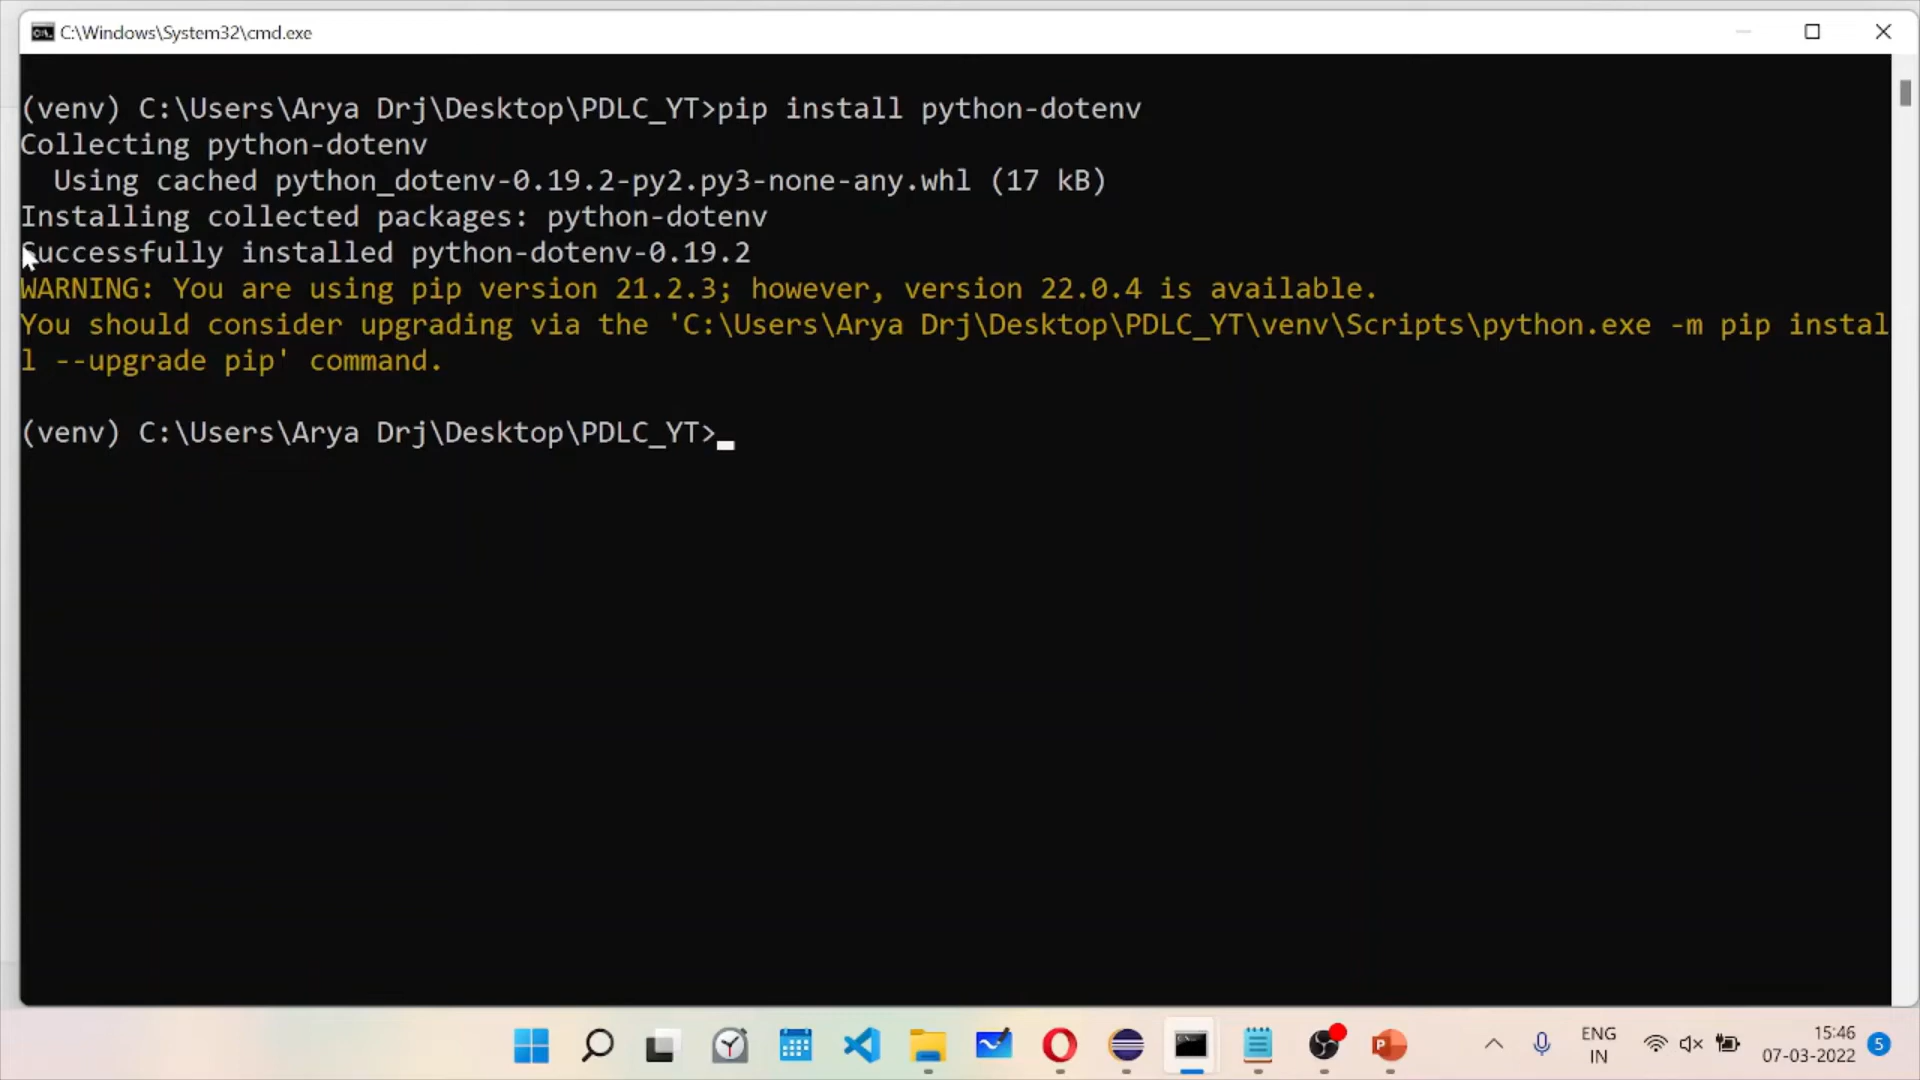 C:\Windows\System32\cmd.exe
(venv) C:\Users\Arya Drj\Desktop\PDLC_YT>pip install python-dotenv
Collecting python-dotenv
Using cached python_dotenv-0.19.2-py2.py3-none-any.whl (17 kB)
Installing collected packages: python-dotenv
Successfully installed python-dotenv-0.19.2
WARNING: You are using pip version 21.2.3; however, version 22.0.4 is available.
You should consider upgrading via the 'C:\Users\Arya Drj\Desktop\PDLC_YT\venv\Scripts\python.exe -m pip instal
l --upgrade pip' command.
(venv) C:\Users\Arya Drj\Desktop\PDLC_YT>
ENG
IN
15:46
07-03-2022
5